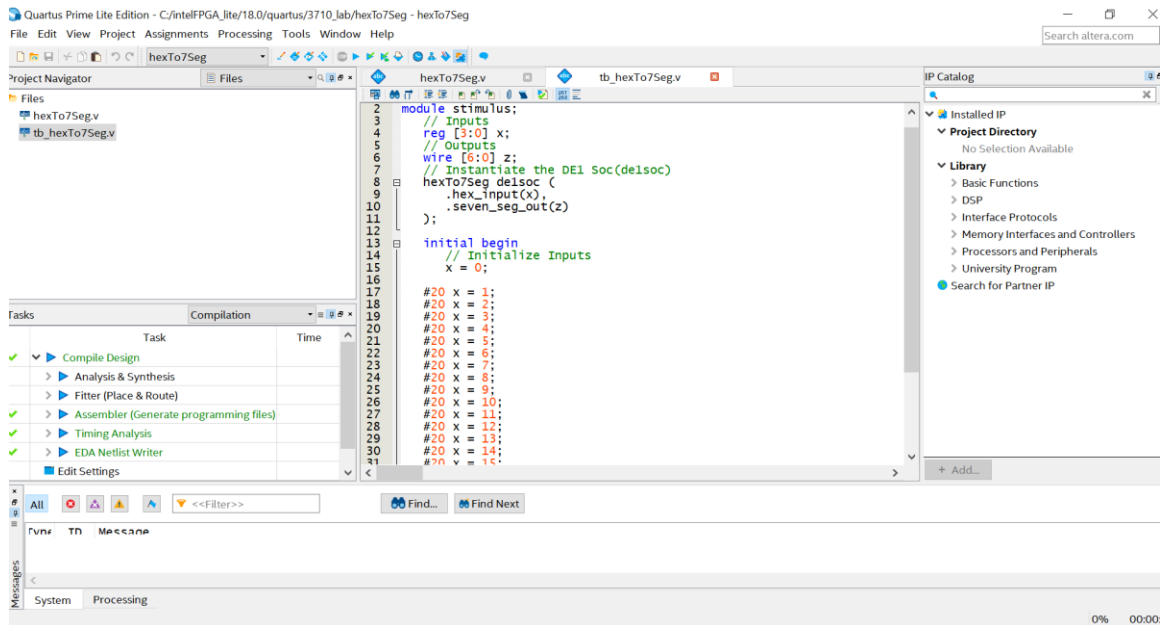 Quartus Prime Lite Edition - C:/intelFPGA_lite/18.0/quartus/3710_lab/hexTo7Seg - hexTo7Seg
File Edit View Project Assignments Processing Tools Window Help
Search altera.com
hexTo7Seg
Project Navigator
Files
Files
hexTo7Seg.v
tb_hexTo7Seg.v
Tasks
Compilation
Task Time
Compile Design
Analysis & Synthesis
Fitter (Place & Route)
Assembler (Generate programming files)
Timing Analysis
EDA Netlist Writer
Edit Settings
hexTo7Seg.v
tb_hexTo7Seg.v
2 module stimulus;
3 // Inputs
4 reg [3:0] x;
5 // Outputs
6 wire [6:0] z;
7 // Instantiate the DE1 Soc(de1soc)
8 hexTo7Seg de1soc (
9 .hex_input(x),
10 .seven_seg_out(z)
11 );
12
13 initial begin
14 // Initialize Inputs
15 x = 0;
16
17 #20 x = 1;
18 #20 x = 2;
19 #20 x = 3;
20 #20 x = 4;
21 #20 x = 5;
22 #20 x = 6;
23 #20 x = 7;
24 #20 x = 8;
25 #20 x = 9;
26 #20 x = 10;
27 #20 x = 11;
28 #20 x = 12;
29 #20 x = 13;
30 #20 x = 14;
31 #20 x = 15;
IP Catalog
Installed IP
Project Directory
No Selection Available
Library
Basic Functions
DSP
Interface Protocols
Memory Interfaces and Controllers
Processors and Peripherals
University Program
Search for Partner IP
+ Add...
All
<<Filter>>
Find...
Find Next
Type ID Message
Messages
System Processing
0% 00:00: